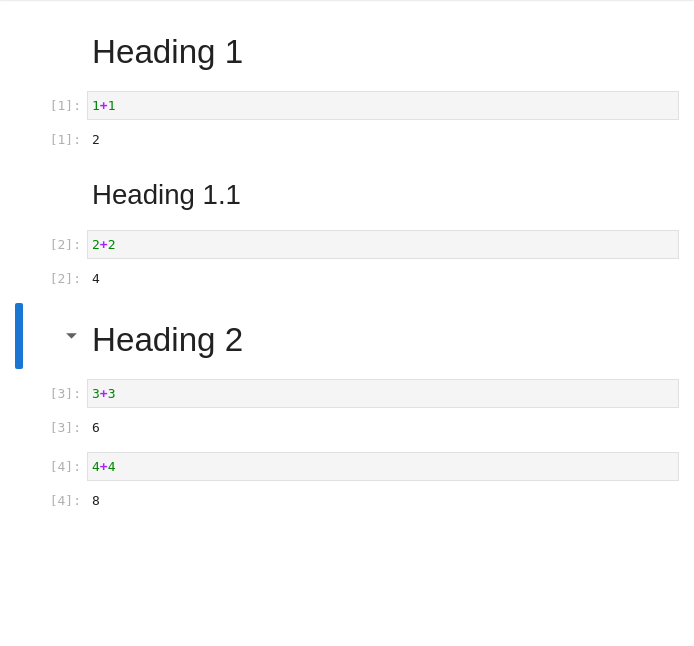 Heading 1
[1]: 1+1
[1]: 2
Heading 1.1
[2]: 2+2
[2]: 4
Heading 2
[3]: 3+3
[3]: 6
[4]: 4+4
[4]: 8